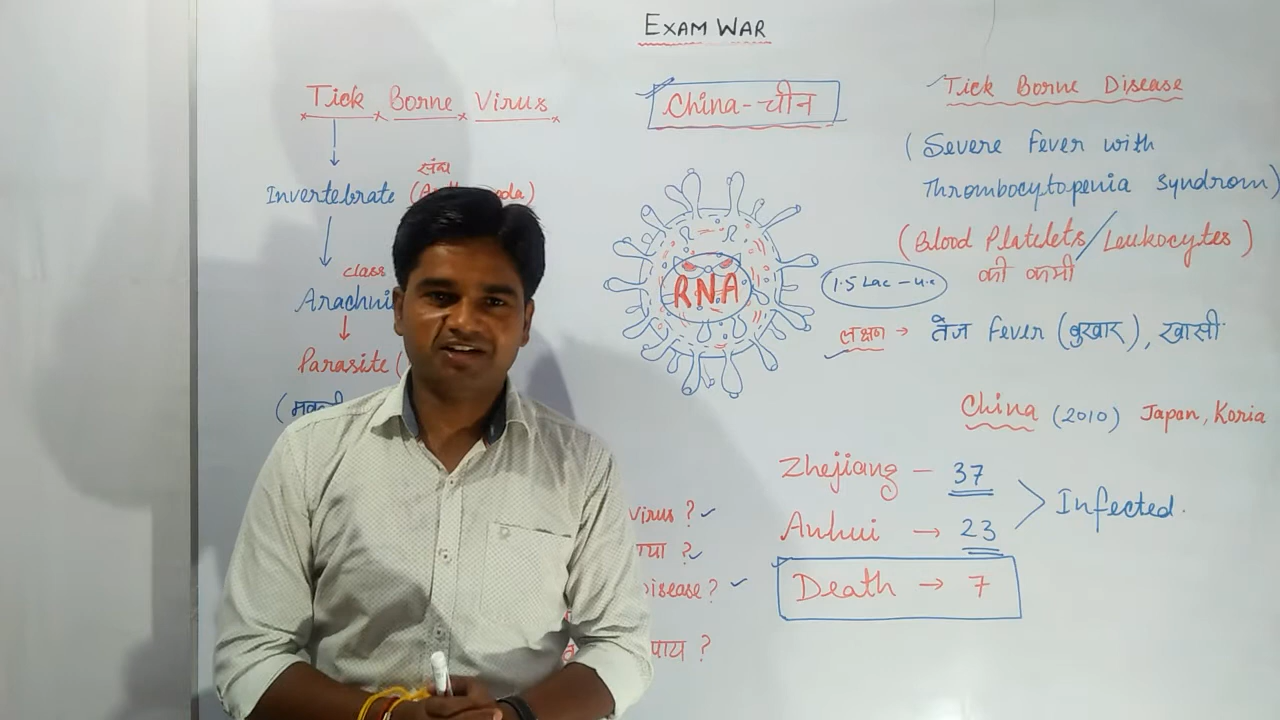 EXAM WAR
Tick Borne Virus
Invertebrate
class
Parasite (
China - चीन
RNA
Virus ?
Disease ?
Tick Borne Disease
(Severe Fever with
Thrombocytopenia Syndrom)
(Blood Platelets/Leukocytes)
की कमी
1.5 Lac -
लक्षण → तेज Fever (बुखार), खासी
China (2010) Japan, Koria
Zhejiang - 37
Anhui → 23
Infected.
Death → 7